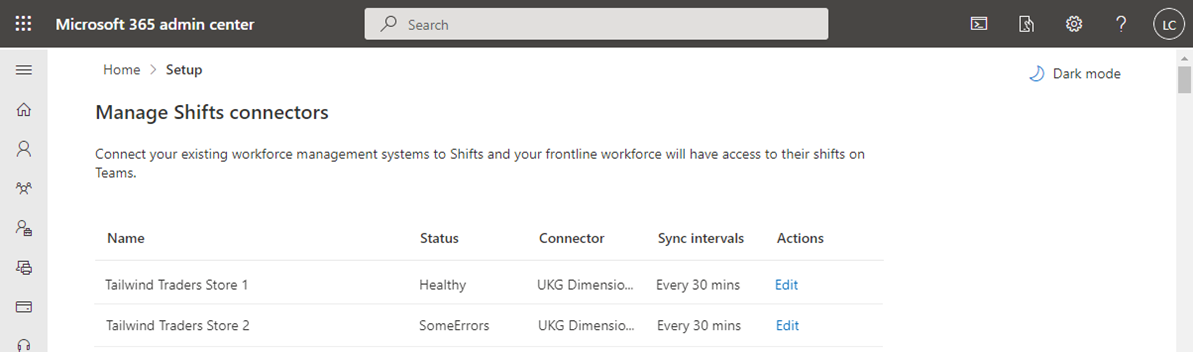 Microsoft 365 admin center
Search
?
LC
Home > Setup
Dark mode
Manage Shifts connectors
Connect your existing workforce management systems to Shifts and your frontline workforce will have access to their shifts on
Teams.
Name Status Connector Sync intervals Actions
Tailwind Traders Store 1 Healthy UKG Dimensio... Every 30 mins Edit
Tailwind Traders Store 2 SomeErrors UKG Dimensio... Every 30 mins Edit